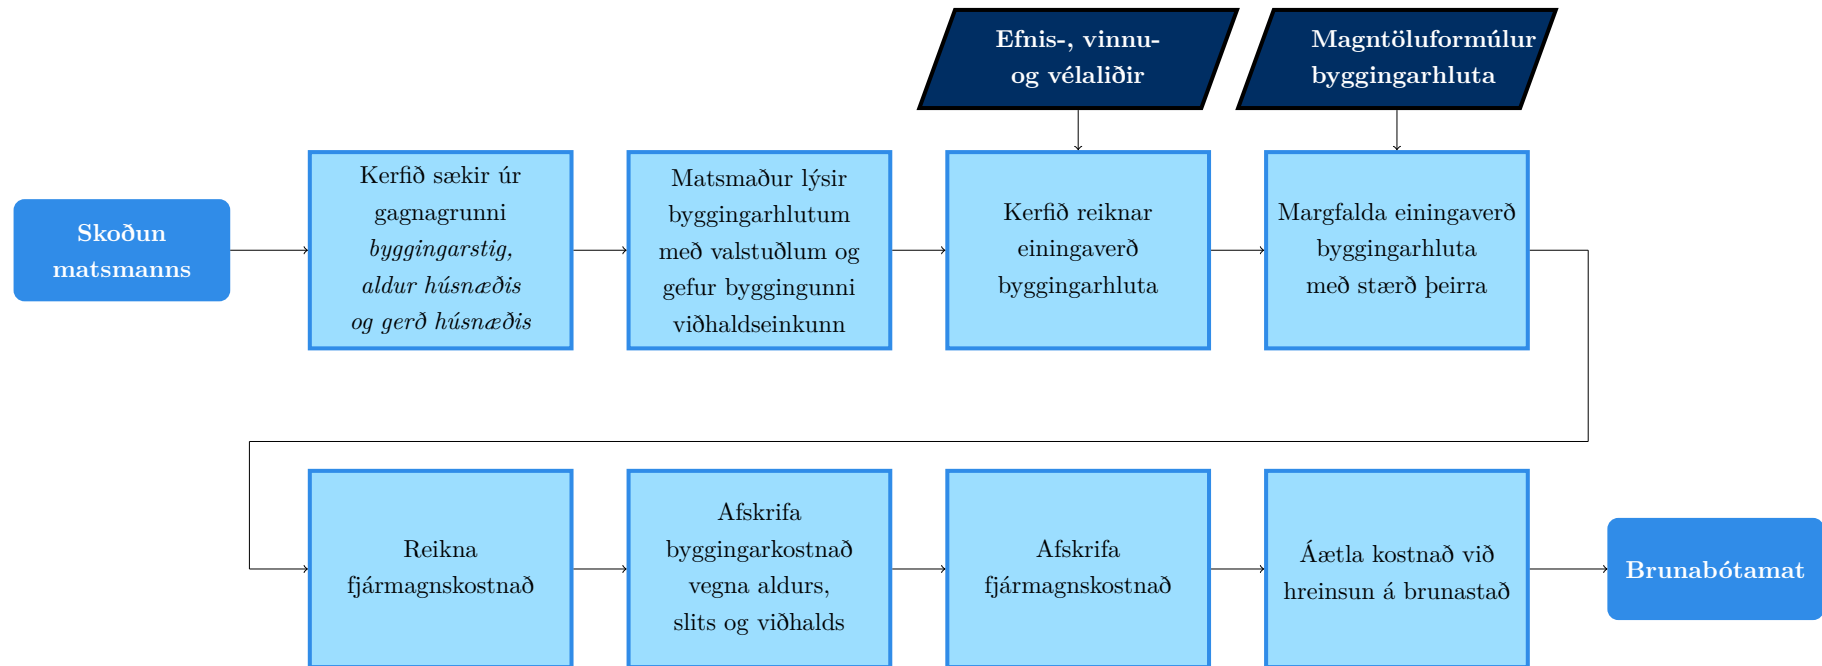 Efnis-, vinnu-
og vélaliðir
Magntöluformúlur
byggingarhluta
Skoðun
matsmanns
Kerfið sækir úr
gagnagrunni
byggingarstig,
aldur húsnæðis
og gerð húsnæðis
Matsmaður lýsir
byggingarhlutum
með valstuðlum og
gefur byggingunni
viðhaldseinkunn
Kerfið reiknar
einingaverð
byggingarhluta
Margfalda einingaverð
byggingarhluta
með stærð þeirra
Reikna
fjármagnskostnað
Afskrifa
byggingarkostnað
vegna aldurs,
slits og viðhalds
Afskrifa
fjármagnskostnað
Áætla kostnað við
hreinsun á brunastað
Brunabótamat